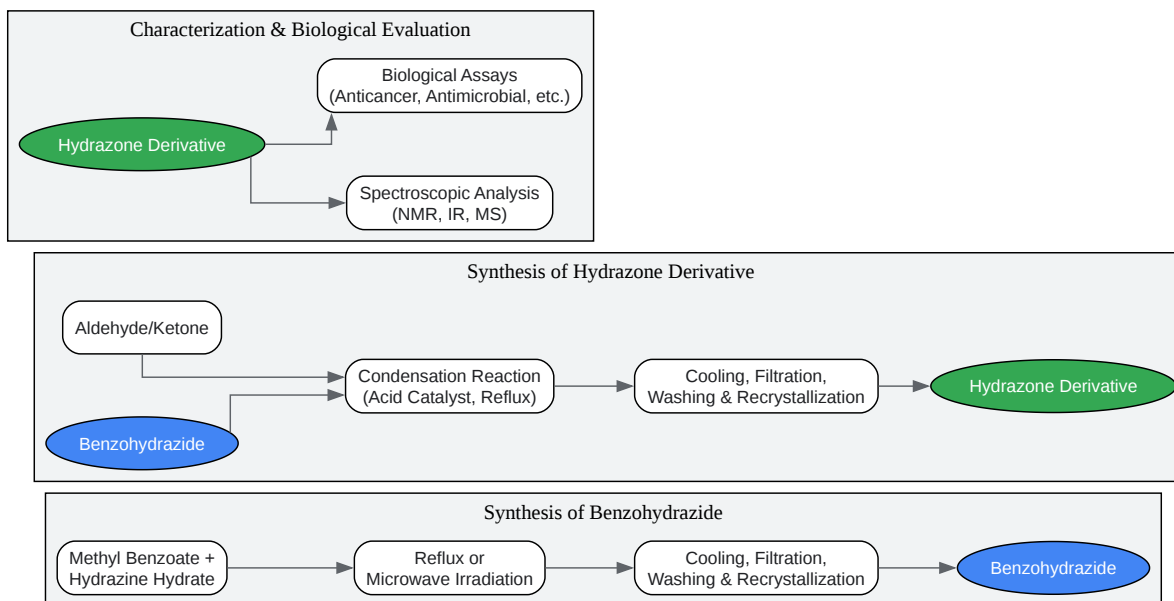 Characterization & Biological Evaluation
Biological Assays
(Anticancer, Antimicrobial, etc.)
Hydrazone Derivative
Spectroscopic Analysis
(NMR, IR, MS)
Synthesis of Hydrazone Derivative
Aldehyde/Ketone
Condensation Reaction
(Acid Catalyst, Reflux)
Cooling, Filtration,
Washing & Recrystallization
Hydrazone Derivative
Benzohydrazide
Synthesis of Benzohydrazide
Methyl Benzoate +
Hydrazine Hydrate
Reflux or
Microwave Irradiation
Cooling, Filtration,
Washing & Recrystallization
Benzohydrazide